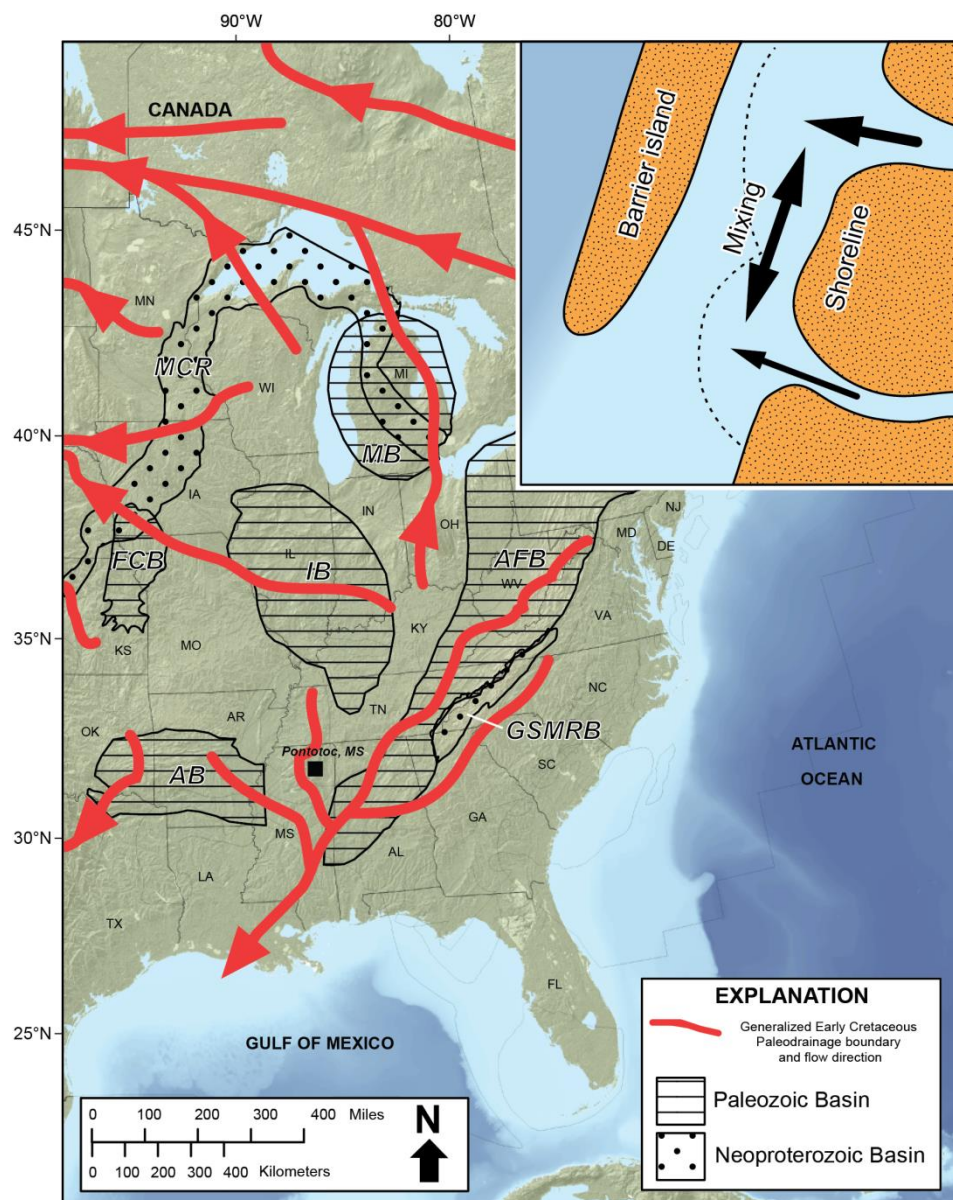 90°W
80°W
CANADA
45°N
40°N
35°N
30°N
25°N
MN
MCR
WI
MI
MB
IA
IN
OH
IL
IB
FCB
AFB
WV
NJ
MD
DE
VA
KY
KS
MO
NC
TN
GSMRB
OK
AR
Pontotoc, MS
AB
SC
GA
MS
AL
LA
TX
FL
ATLANTIC
OCEAN
GULF OF MEXICO
Barrier island
Mixing
Shoreline
EXPLANATION
Generalized Early Cretaceous
Paleodrainage boundary
and flow direction
Paleozoic Basin
Neoproterozoic Basin
0 100 200 300 400 Miles
0 100 200 300 400 Kilometers
N